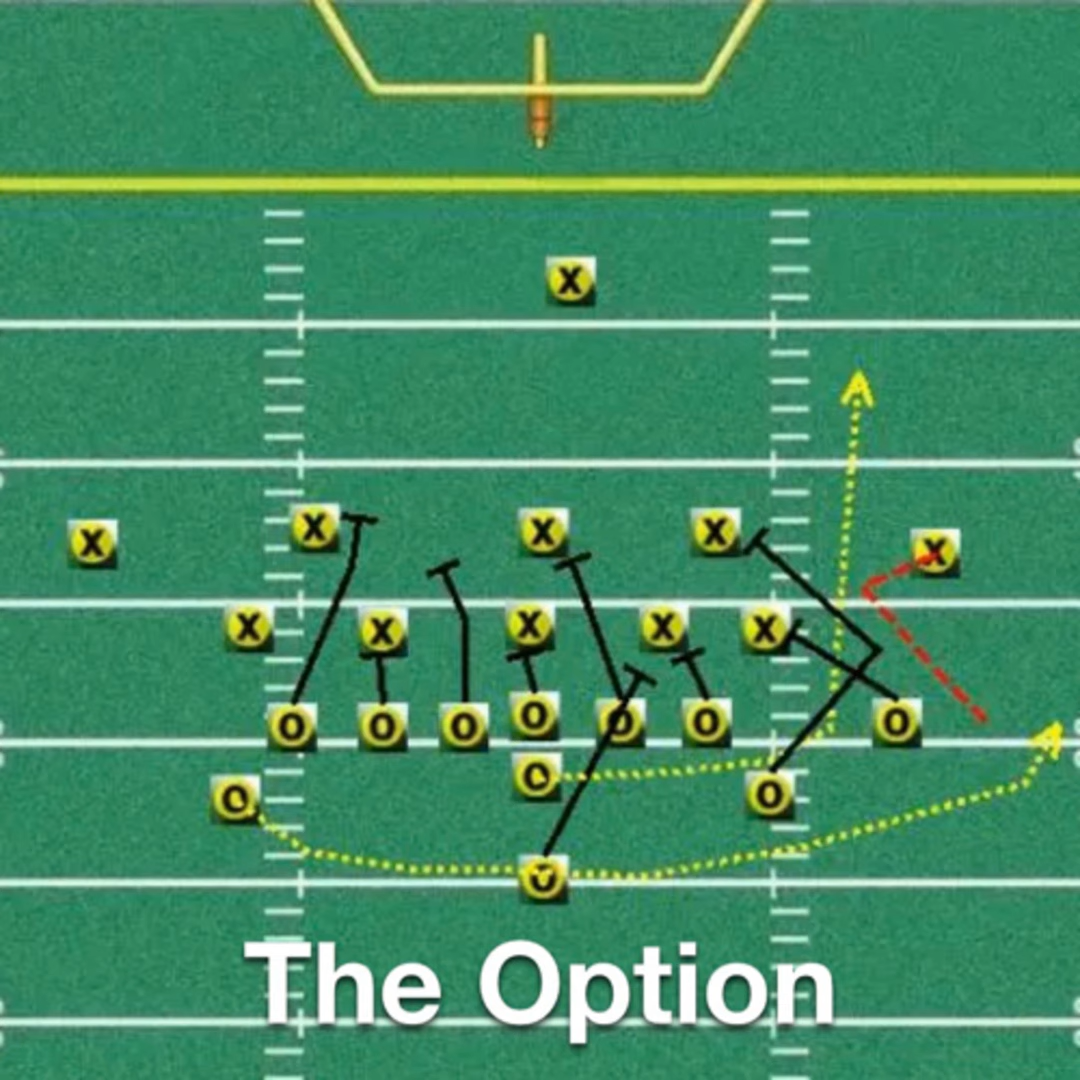 X
X X X X X
X X X X X
O O O O O O O
O O O
O
The Option